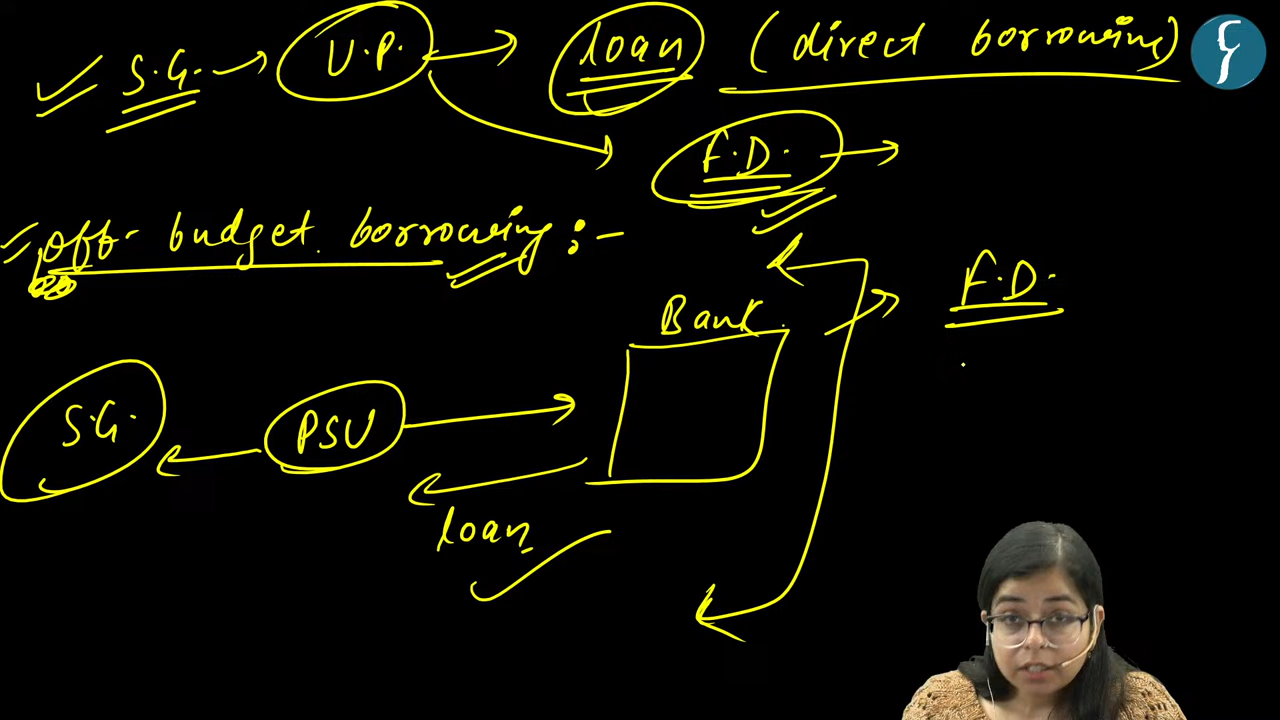 S.G. → U.P. → loan (direct borrowing)
F.D. →
off-budget borrowing :-
F.D.
Bank
S.G. PSU
loan